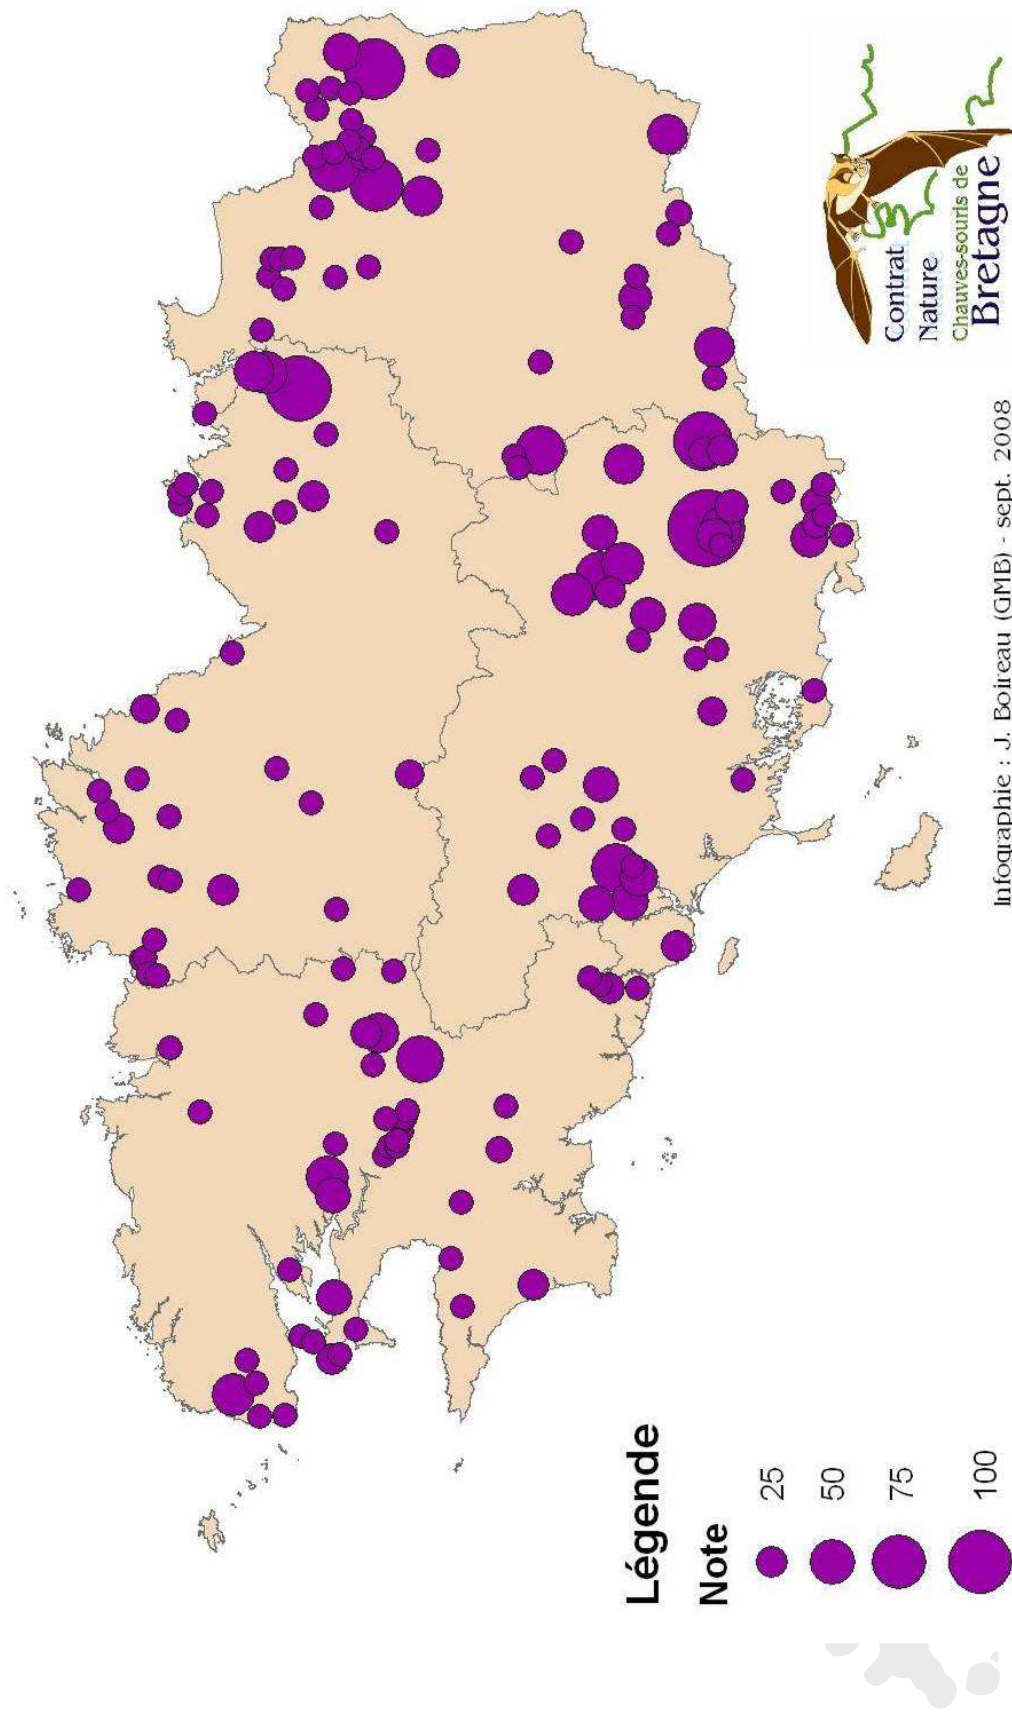 Légende
Note
25
50
75
100
Infographie : J. Boireau (GMB) - sept. 2008
Contrat
Nature
Chauves-souris de
Bretagne